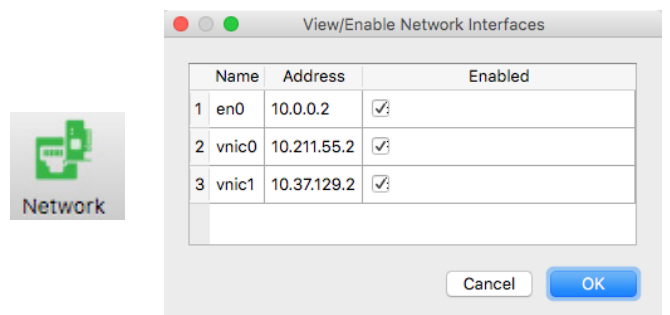 View/Enable Network Interfaces
Name Address Enabled
1 en0 10.0.0.2
2 vnic0 10.211.55.2
3 vnic1 10.37.129.2
Network
Cancel OK